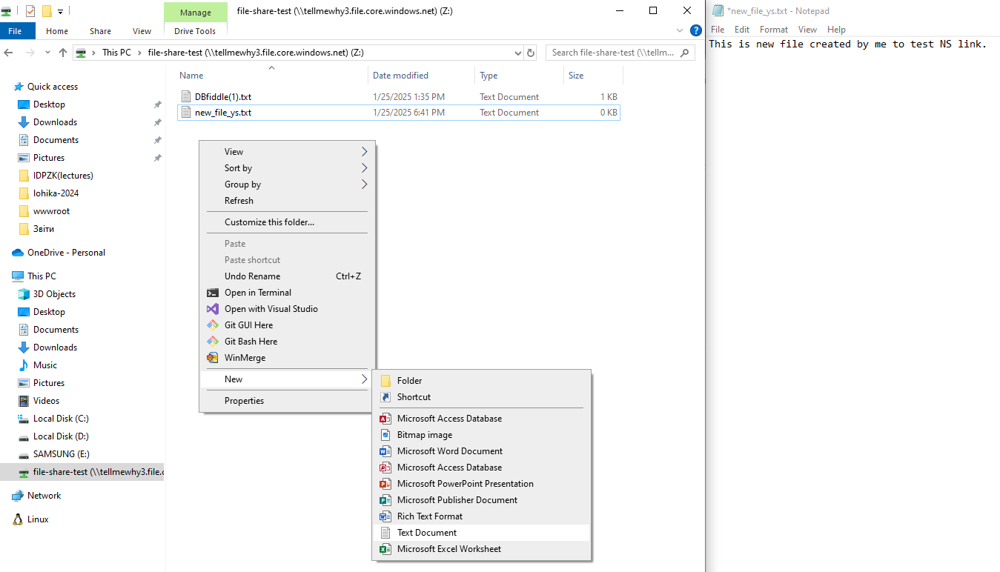 Manage
file-share-test (\\tellmewhy3.file.core.windows.net) (Z:)
File
Home
Share
View
Drive Tools
This PC
file-share-test (\\tellmewhy3.file.core.windows.net) (Z:)
Search file-share-test (\\tellm...
Quick access
Desktop
Downloads
Documents
Pictures
IDPZK(lectures)
lohika-2024
wwwroot
Звіти
OneDrive - Personal
This PC
3D Objects
Desktop
Documents
Downloads
Music
Pictures
Videos
Local Disk (C:)
Local Disk (D:)
SAMSUNG (E:)
file-share-test (\\tellmewhy3.file.c
Network
Linux
Name Date modified Type Size
DBfiddle(1).txt 1/25/2025 1:35 PM Text Document 1 KB
new_file_ys.txt 1/25/2025 6:41 PM Text Document 0 KB
View
Sort by
Group by
Refresh
Customize this folder...
Paste
Paste shortcut
Undo Rename Ctrl+Z
Open in Terminal
Open with Visual Studio
Git GUI Here
Git Bash Here
WinMerge
New
Properties
Folder
Shortcut
Microsoft Access Database
Bitmap image
Microsoft Word Document
Microsoft Access Database
Microsoft PowerPoint Presentation
Microsoft Publisher Document
Rich Text Format
Text Document
Microsoft Excel Worksheet
*new_file_ys.txt - Notepad
File Edit Format View Help
This is new file created by me to test NS link.